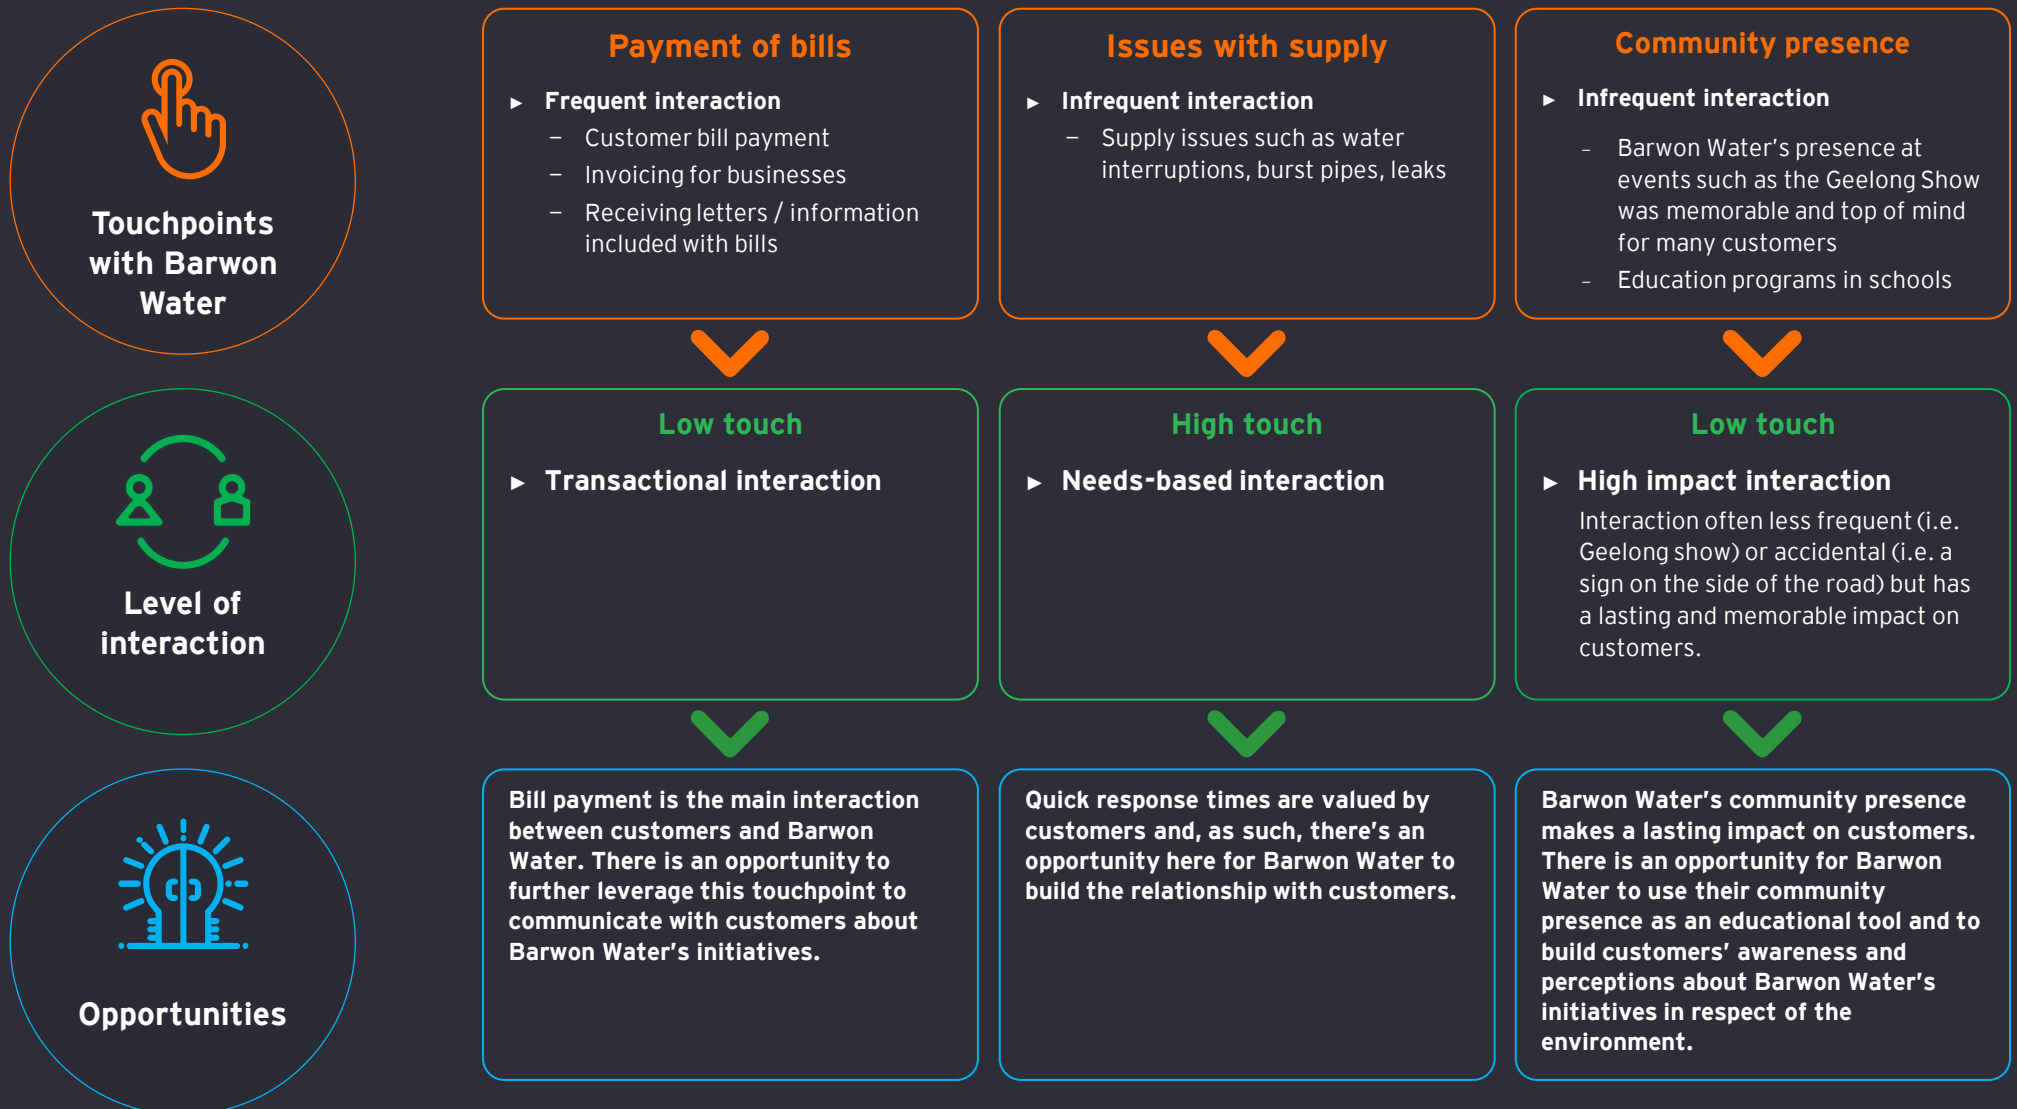 Touchpoints
with Barwon
Water
Payment of bills
► Frequent interaction
– Customer bill payment
– Invoicing for businesses
– Receiving letters / information
included with bills
Issues with supply
► Infrequent interaction
– Supply issues such as water
interruptions, burst pipes, leaks
Community presence
► Infrequent interaction
– Barwon Water’s presence at
events such as the Geelong Show
was memorable and top of mind
for many customers
– Education programs in schools
Level of
interaction
Low touch
► Transactional interaction
High touch
► Needs-based interaction
Low touch
► High impact interaction
Interaction often less frequent (i.e.
Geelong show) or accidental (i.e. a
sign on the side of the road) but has
a lasting and memorable impact on
customers.
Opportunities
Bill payment is the main interaction
between customers and Barwon
Water. There is an opportunity to
further leverage this touchpoint to
communicate with customers about
Barwon Water’s initiatives.
Quick response times are valued by
customers and, as such, there’s an
opportunity here for Barwon Water to
build the relationship with customers.
Barwon Water’s community presence
makes a lasting impact on customers.
There is an opportunity for Barwon
Water to use their community
presence as an educational tool and to
build customers’ awareness and
perceptions about Barwon Water’s
initiatives in respect of the
environment.